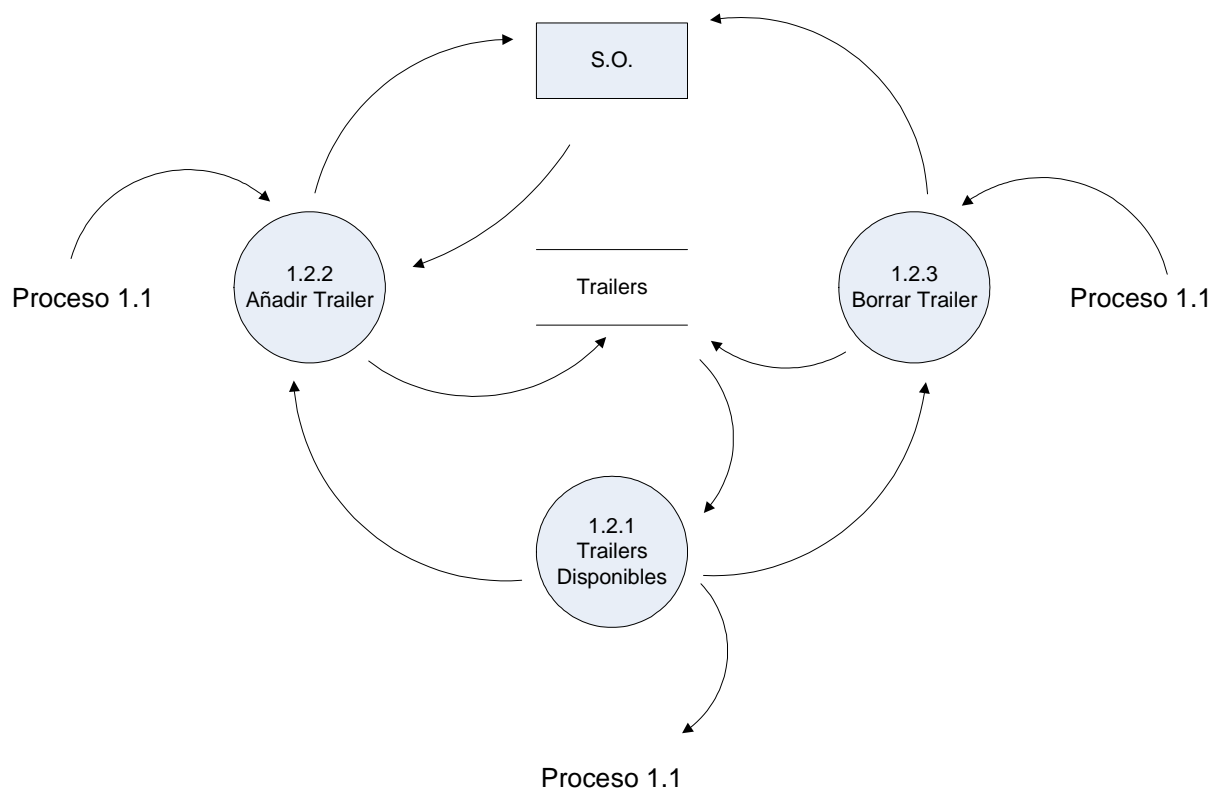 S.O.
1.2.2
Añadir Trailer
Trailers
1.2.3
Borrar Trailer
Proceso 1.1
Proceso 1.1
1.2.1
Trailers
Disponibles
Proceso 1.1